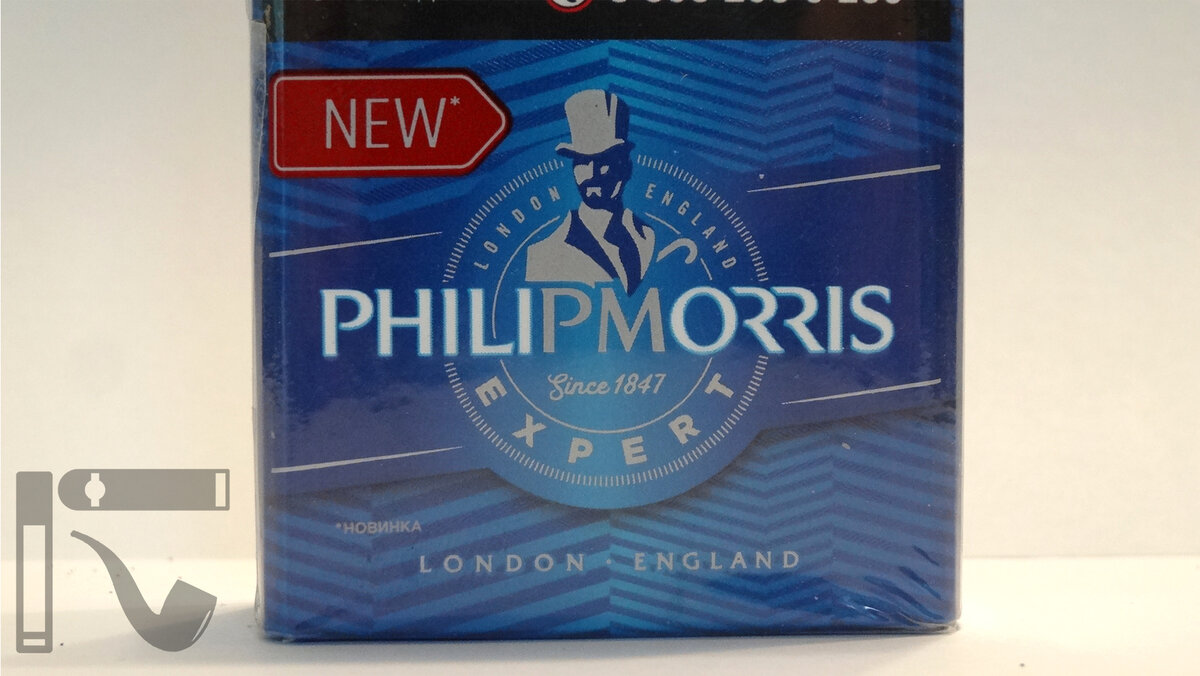 NEW*
LONDON ENGLAND
PHILIPMORRIS
Since 1847
EXPERT
*НОВИНКА
LONDON · ENGLAND